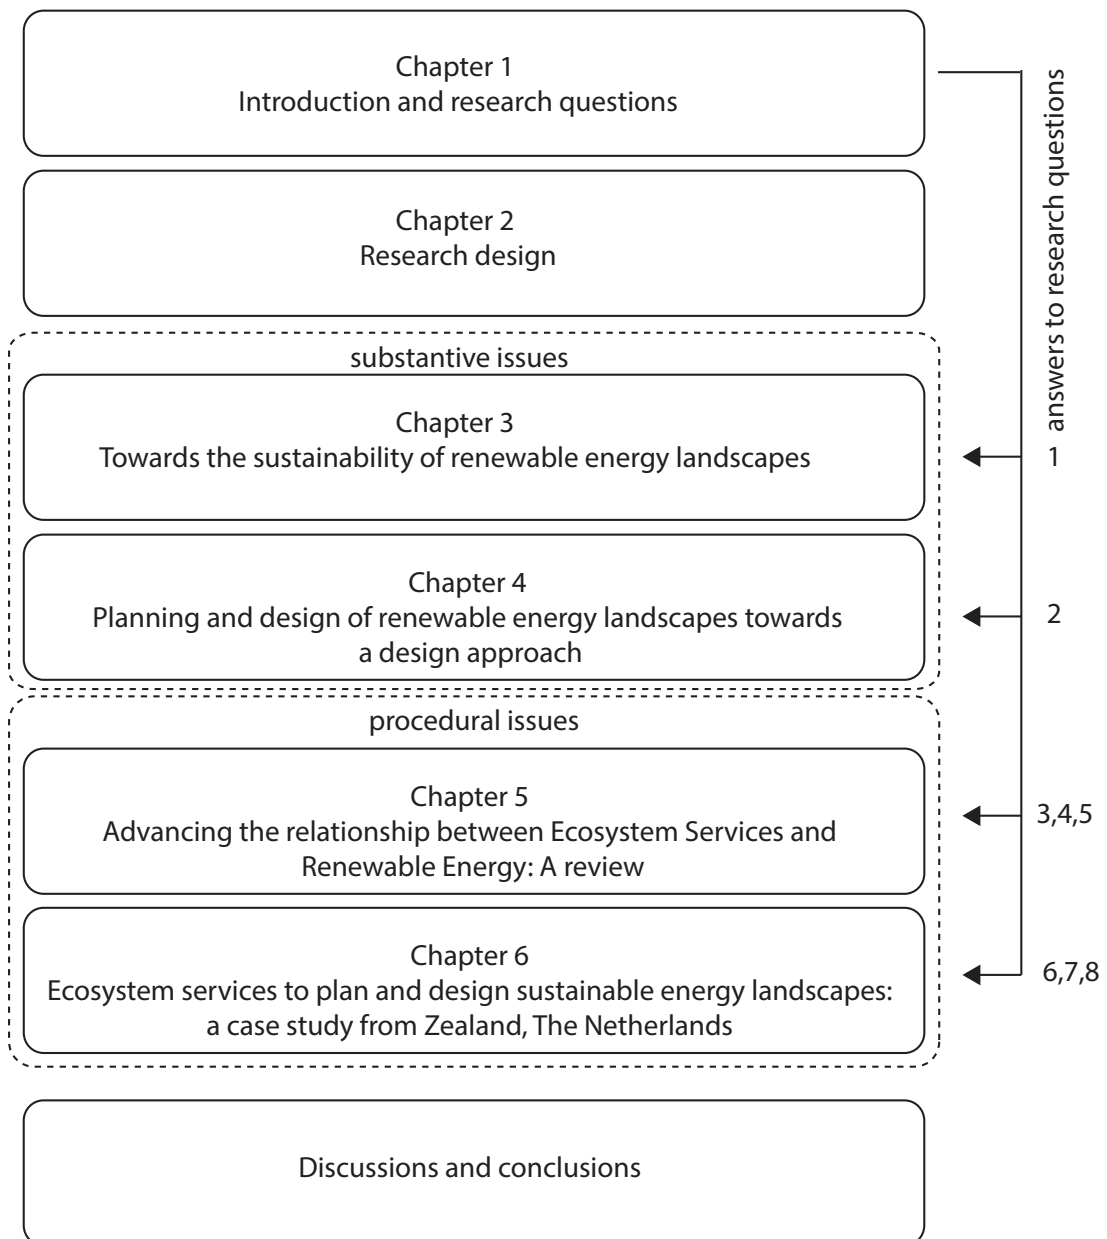 Chapter 1
Introduction and research questions
answers to research questions
Chapter 2
Research design
substantive issues
Chapter 3
Towards the sustainability of renewable energy landscapes
1
Chapter 4
Planning and design of renewable energy landscapes towards
a design approach
2
procedural issues
Chapter 5
Advancing the relationship between Ecosystem Services and
Renewable Energy: A review
3,4,5
Chapter 6
Ecosystem services to plan and design sustainable energy landscapes:
a case study from Zealand, The Netherlands
6,7,8
Discussions and conclusions